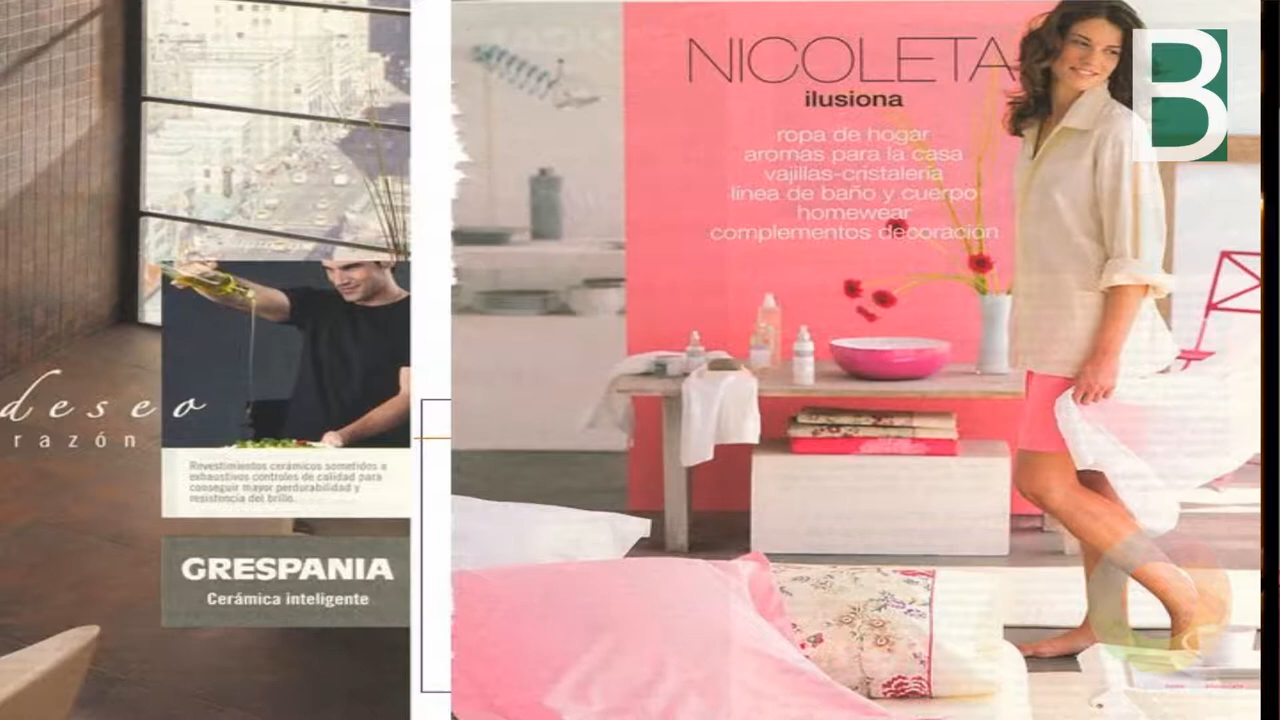 deseo
razón
Revestimientos cerámicos sometidos a
exhaustivos controles de calidad para
conseguir mayor perdurabilidad y
resistencia del brillo.
GRESPANIA
Cerámica inteligente
NICOLETA
ilusiona
ropa de hogar
aromas para la casa
vajillas-cristalería
línea de baño y cuerpo
homewear
complementos decoración
B